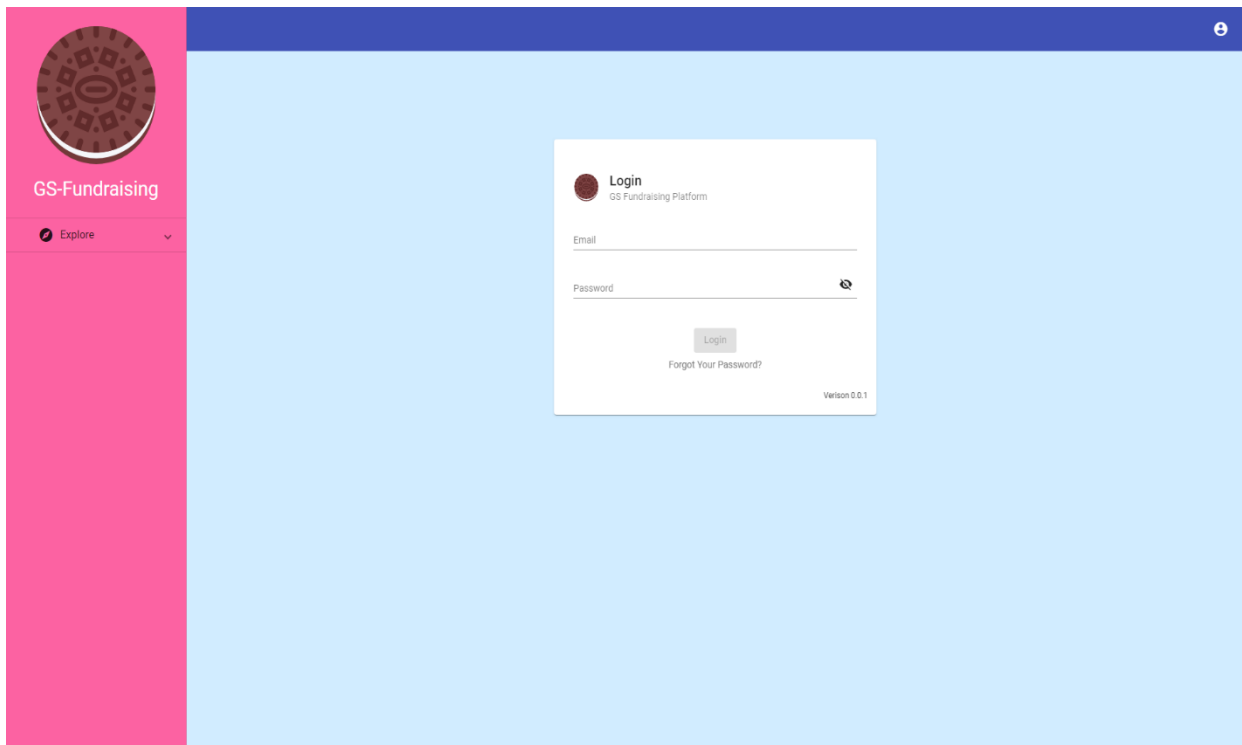 GS-Fundraising
Explore
Login
GS Fundraising Platform
Email
Password
Login
Forgot Your Password?
Verison 0.0.1